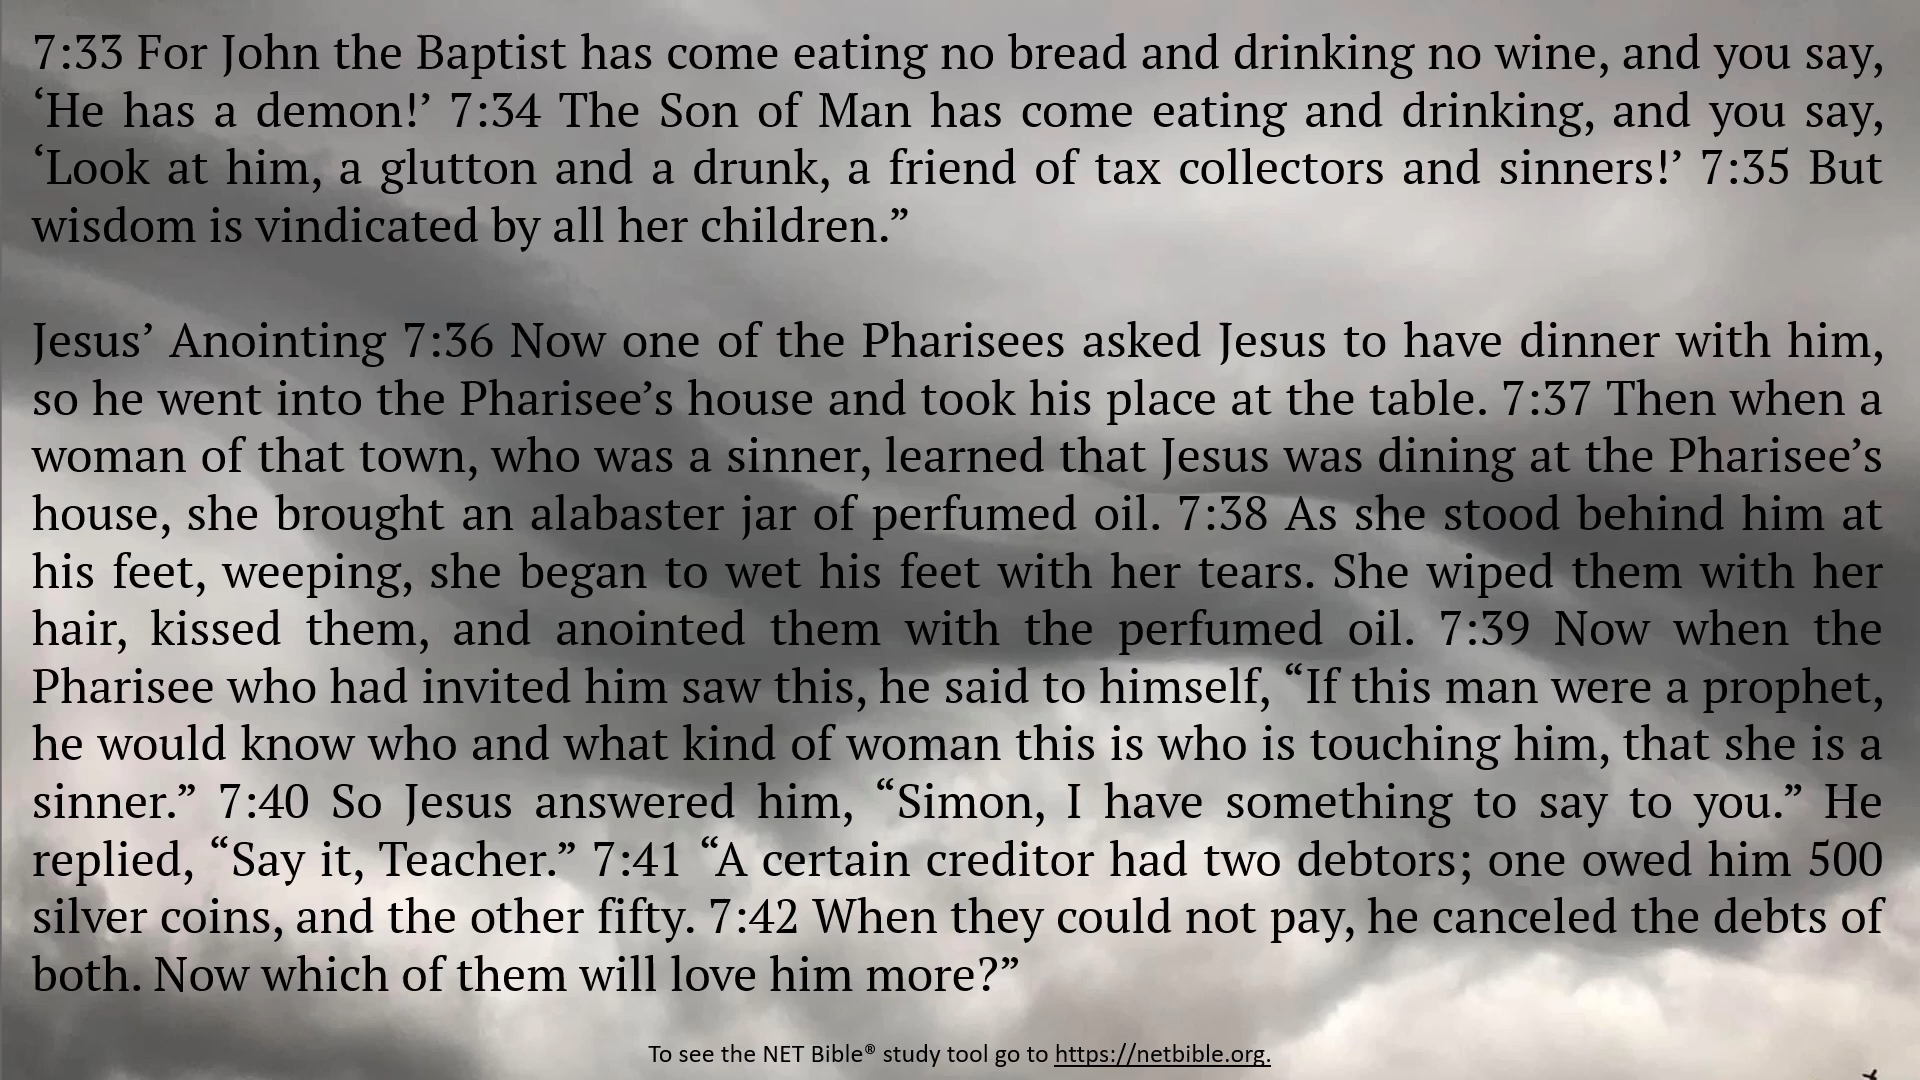 7:33 For John the Baptist has come eating no bread and drinking no wine, and you say,
‘He has a demon!’ 7:34 The Son of Man has come eating and drinking, and you say,
‘Look at him, a glutton and a drunk, a friend of tax collectors and sinners!’ 7:35 But
wisdom is vindicated by all her children.”
Jesus’ Anointing 7:36 Now one of the Pharisees asked Jesus to have dinner with him,
so he went into the Pharisee’s house and took his place at the table. 7:37 Then when a
woman of that town, who was a sinner, learned that Jesus was dining at the Pharisee’s
house, she brought an alabaster jar of perfumed oil. 7:38 As she stood behind him at
his feet, weeping, she began to wet his feet with her tears. She wiped them with her
hair, kissed them, and anointed them with the perfumed oil. 7:39 Now when the
Pharisee who had invited him saw this, he said to himself, “If this man were a prophet,
he would know who and what kind of woman this is who is touching him, that she is a
sinner.” 7:40 So Jesus answered him, “Simon, I have something to say to you.” He
replied, “Say it, Teacher.” 7:41 “A certain creditor had two debtors; one owed him 500
silver coins, and the other fifty. 7:42 When they could not pay, he canceled the debts of
both. Now which of them will love him more?”
To see the NET Bible® study tool go to https://netbible.org.